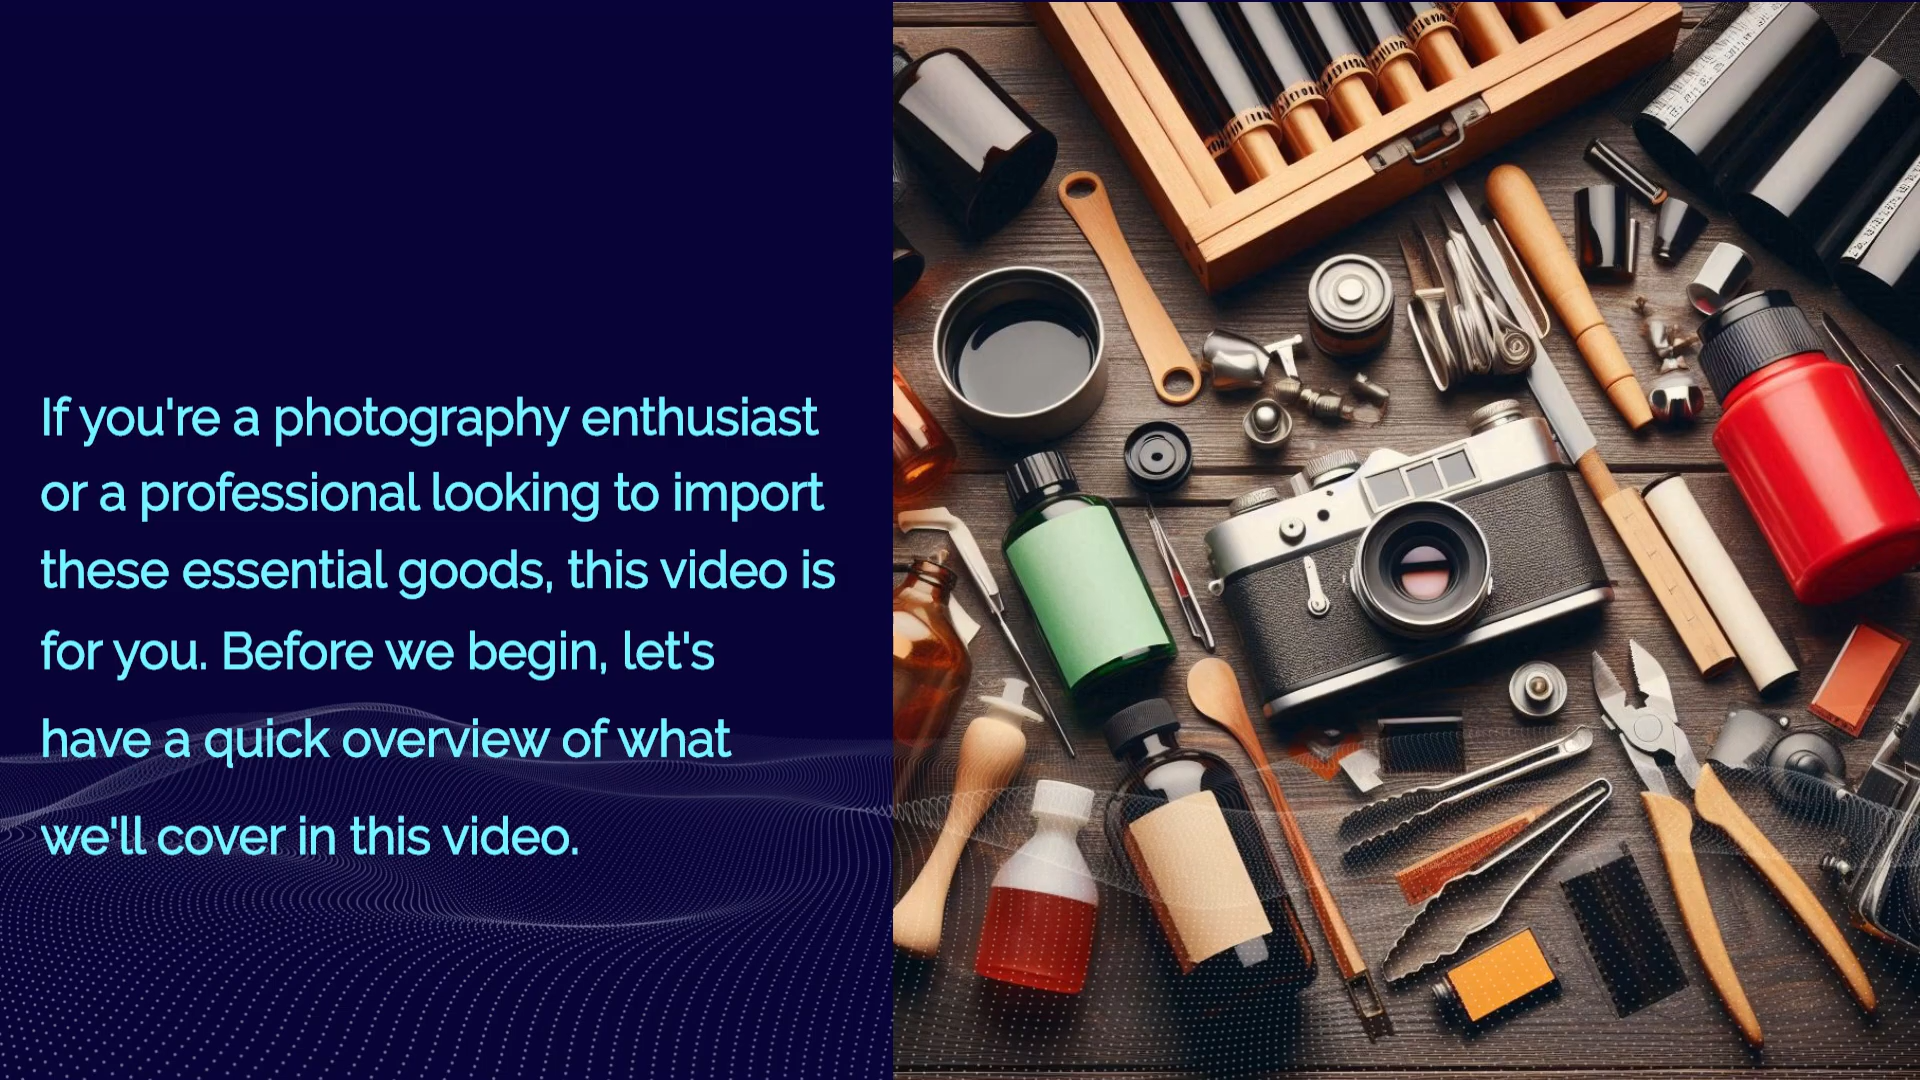 If you're a photography enthusiast
or a professional looking to import
these essential goods, this video is
for you. Before we begin, let's
have a quick overview of what
we'll cover in this video.